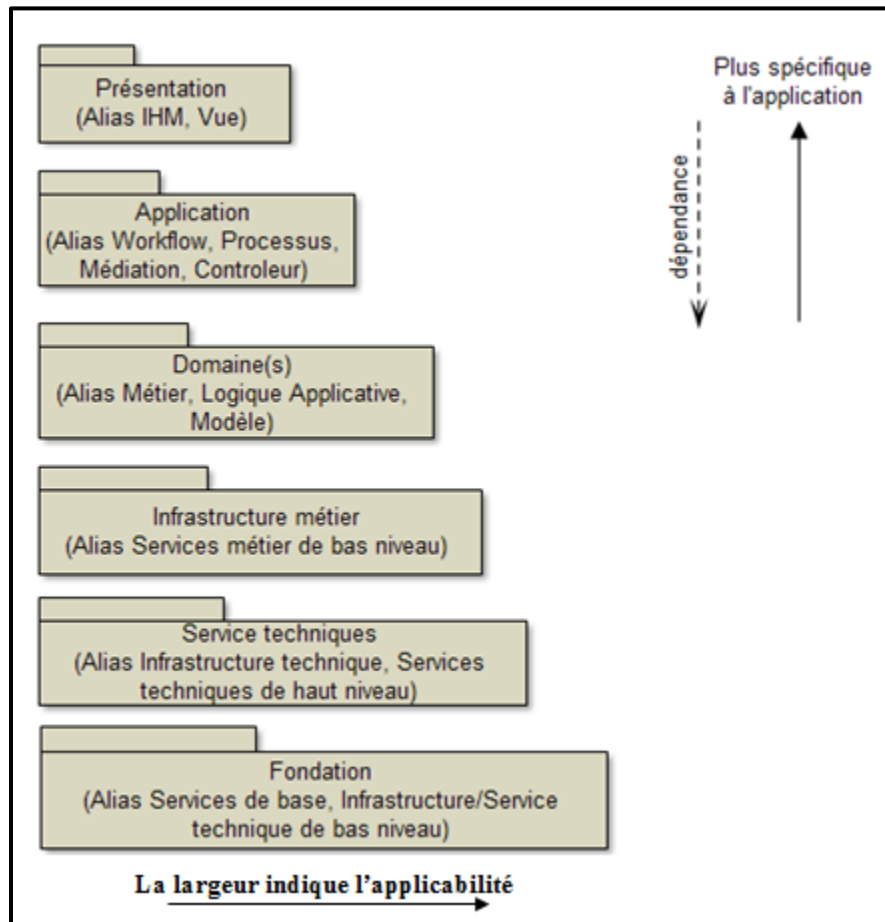 Présentation
(Alias IHM, Vue)
Plus spécifique
à l'application
dépendance
Application
(Alias Workflow, Processus,
Médiation, Controleur)
Domaine(s)
(Alias Métier, Logique Applicative,
Modèle)
Infrastructure métier
(Alias Services métier de bas niveau)
Service techniques
(Alias Infrastructure technique, Services
techniques de haut niveau)
Fondation
(Alias Services de base, Infrastructure/Service
technique de bas niveau)
La largeur indique l'applicabilité